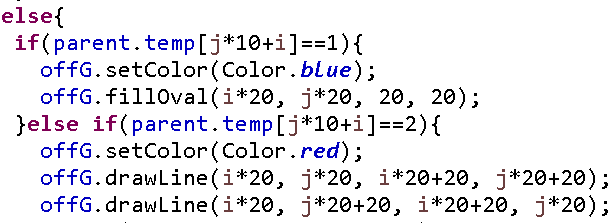 else{
if(parent.temp[j*10+i]==1){
offG.setColor(Color.blue);
offG.fillOval(i*20, j*20, 20, 20);
}else if(parent.temp[j*10+i]==2){
offG.setColor(Color.red);
offG.drawLine(i*20, j*20, i*20+20, j*20+20);
offG.drawLine(i*20, j*20+20, i*20+20, j*20);